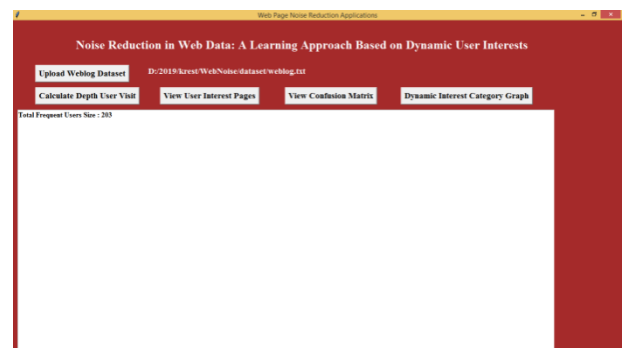 Web Page Noise Reduction Applications
Noise Reduction in Web Data: A Learning Approach Based on Dynamic User Interests
Upload Weblog Dataset D:/2019/krest/WebNoise/dataset/weblog.txt
Calculate Depth User Visit View User Interest Pages View Confusion Matrix Dynamic Interest Category Graph
Total Frequent Users Size : 203